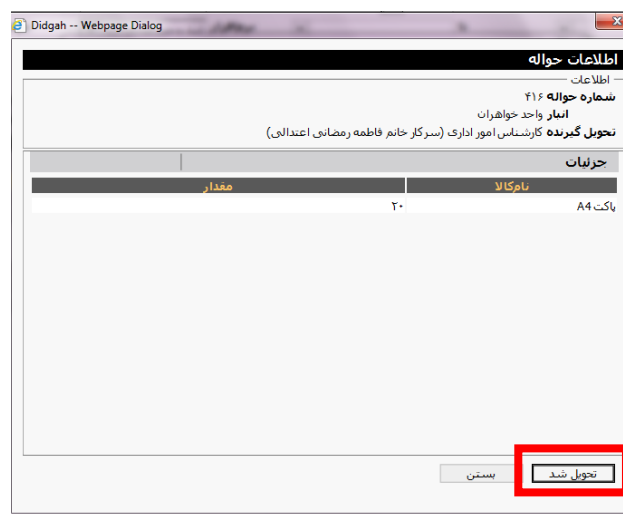 Didgah -- Webpage Dialog
اطلاعات حواله
اطلاعات
شماره حواله ۴۱۶
انبار واحد خواهران
تحویل گیرنده کارشناس امور اداری (سرکار خانم فاطمه رمضانی اعتدالی)
جزئیات
نام‌کالا مقدار
پاکت A4 ۲۰
تحویل شد بستن